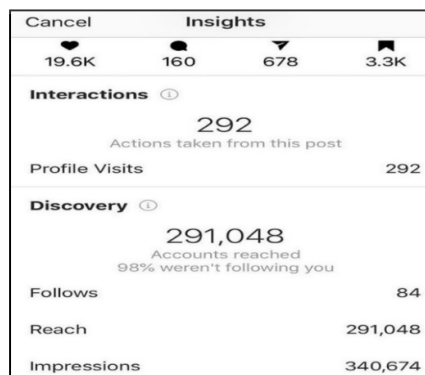 Cancel Insights
19.6K 160 678 3.3K
Interactions
292
Actions taken from this post
Profile Visits 292
Discovery
291,048
Accounts reached
98% weren't following you
Follows 84
Reach 291,048
Impressions 340,674